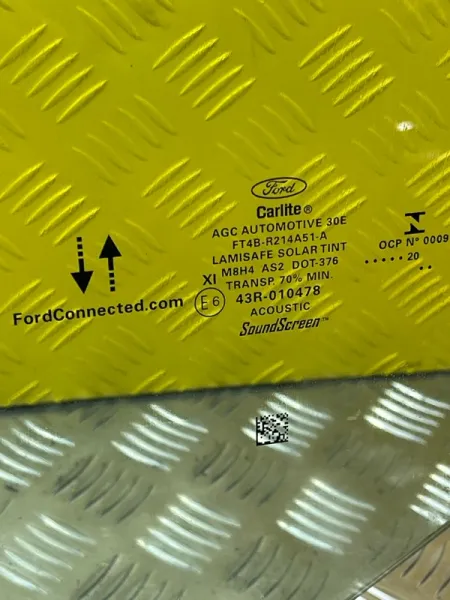 Ford
Carlite®
AGC AUTOMOTIVE 30E
FT4B-R214A51-A
LAMISAFE SOLAR TINT
M8H4 AS2 DOT-376
TRANSP. 70% MIN.
XI
E6 43R-010478
ACOUSTIC
SoundScreen™
FordConnected.com
OCP Nº 0009
.....20..